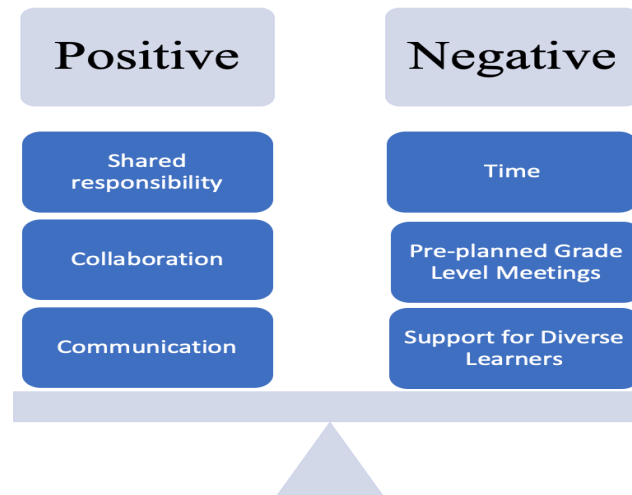 Positive
Negative
Shared
responsibility
Time
Collaboration
Pre-planned Grade
Level Meetings
Communication
Support for Diverse
Learners